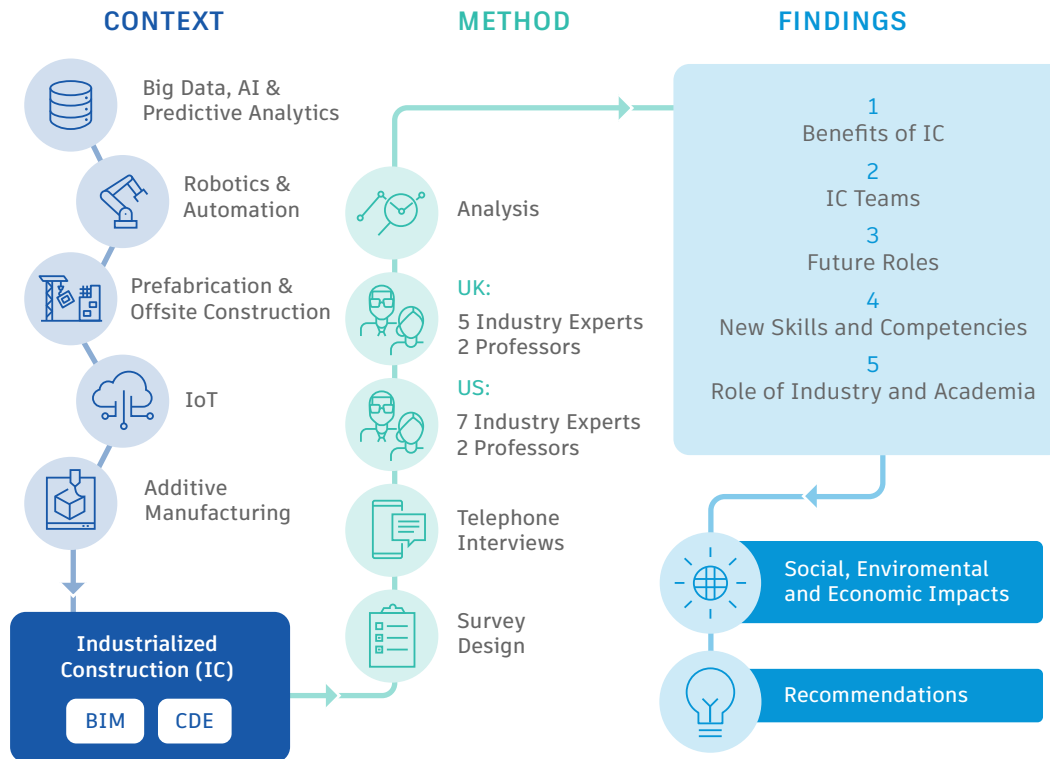 CONTEXT
Big Data, AI &
Predictive Analytics
Robotics &
Automation
Prefabrication &
Offsite Construction
IoT
Additive
Manufacturing
Industrialized
Construction (IC)
BIM
CDE
METHOD
Analysis
UK:
5 Industry Experts
2 Professors
US:
7 Industry Experts
2 Professors
Telephone
Interviews
Survey
Design
FINDINGS
1
Benefits of IC
2
IC Teams
3
Future Roles
4
New Skills and Competencies
5
Role of Industry and Academia
Social, Enviromental
and Economic Impacts
Recommendations